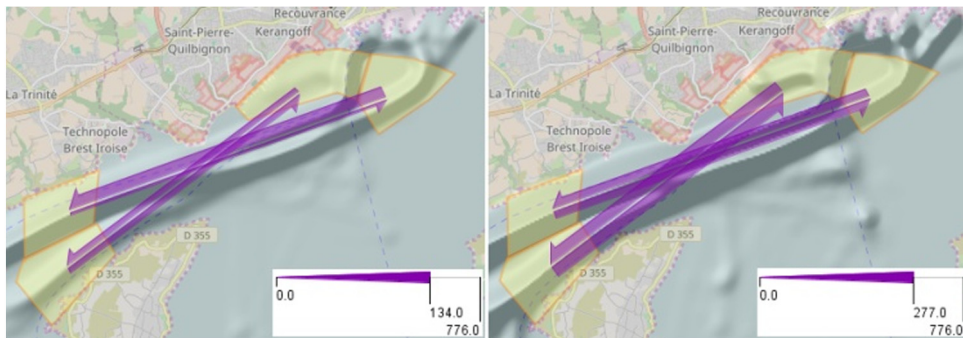 Recouvrance
Saint-Pierre-
Quilbignon
Kerangoff
La Trinité
Technopole
Brest Iroise
D 355
D 355
0.0
134.0
776.0
Recouvrance
Saint-Pierre-
Quilbignon
Kerangoff
La Trinité
Technopole
Brest Iroise
D 355
D 355
0.0
277.0
776.0